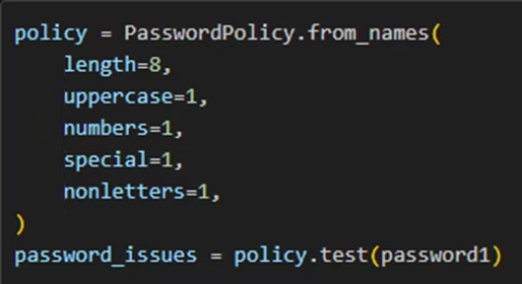 policy = PasswordPolicy.from_names(
    length=8,
    uppercase=1,
    numbers=1,
    special=1,
    nonletters=1,
)
password_issues = policy.test(password1)